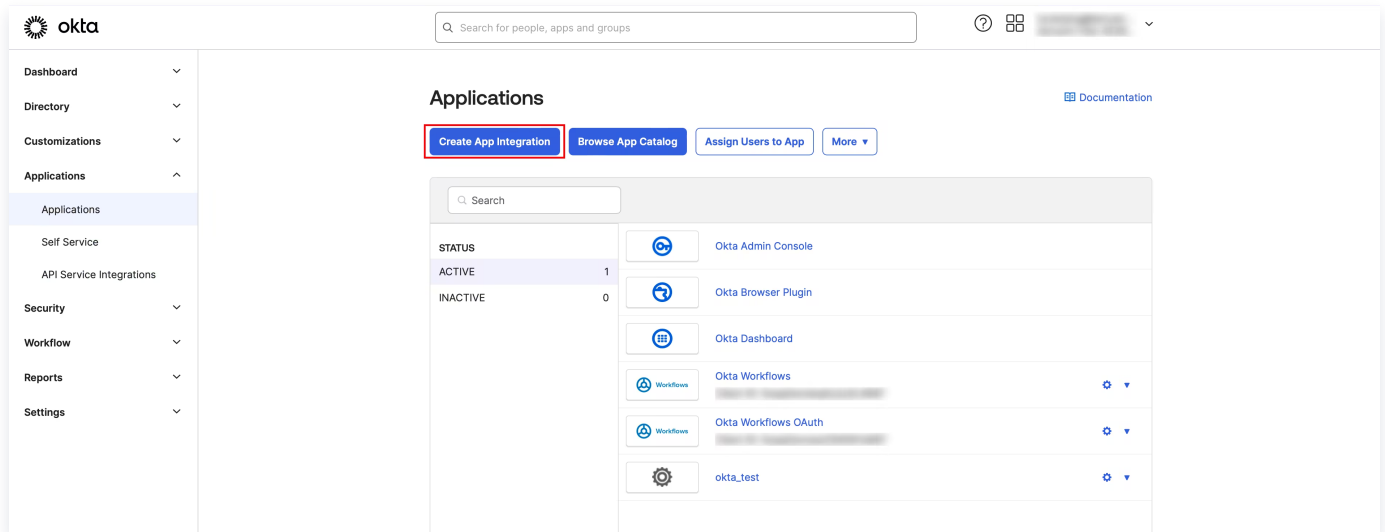 okta
Search for people, apps and groups
Dashboard
Directory
Customizations
Applications
Applications
Self Service
API Service Integrations
Security
Workflow
Reports
Settings
Applications
Documentation
Create App Integration Browse App Catalog Assign Users to App More
Search
STATUS
ACTIVE 1
INACTIVE 0
Okta Admin Console
Okta Browser Plugin
Okta Dashboard
Workflows Okta Workflows
Workflows Okta Workflows OAuth
okta_test